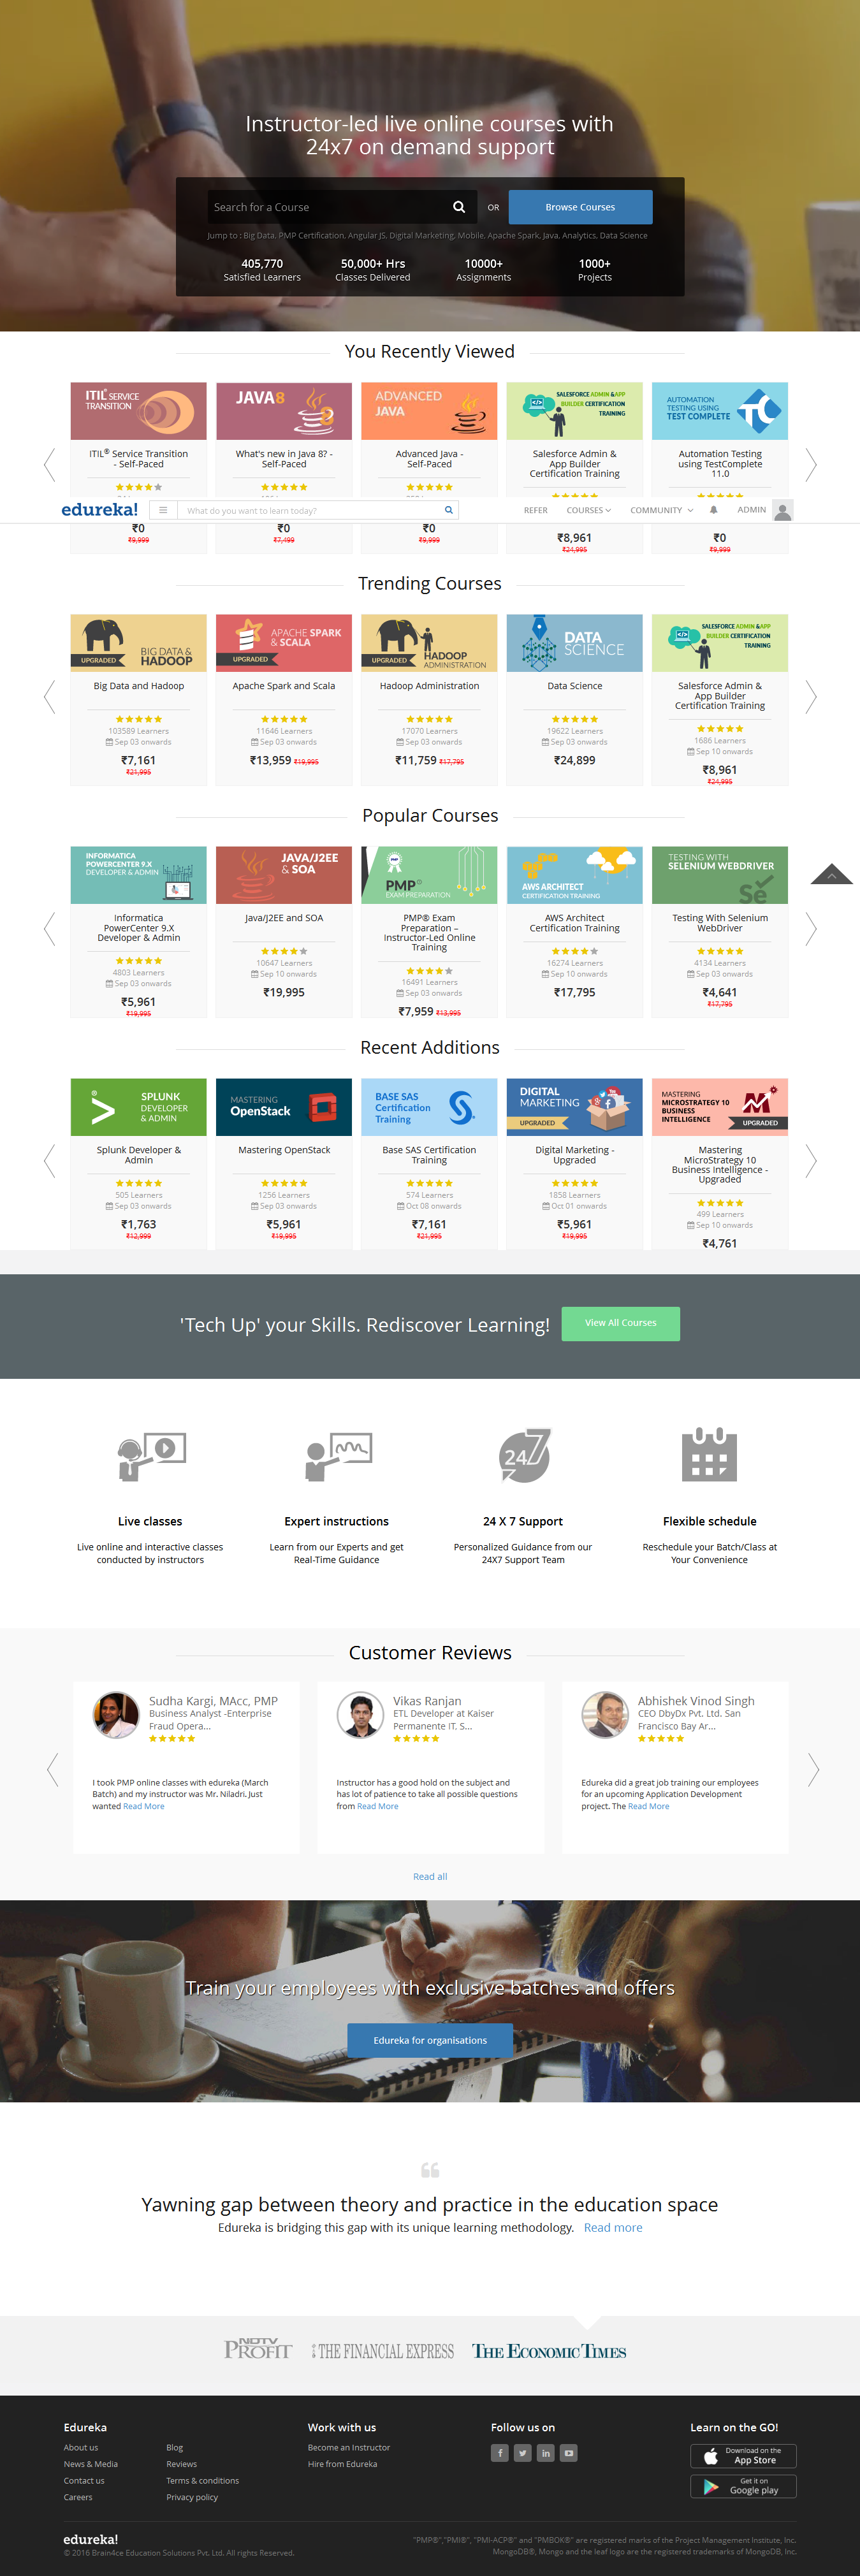 Instructor-led live online courses with
24x7 on demand support
Search for a Course
OR
Browse Courses
Jump to : Big Data, PMP Certification, Angular JS, Digital Marketing, Mobile, Apache Spark, Java, Analytics, Data Science
405,770
Satisfied Learners
50,000+ Hrs
Classes Delivered
10000+
Assignments
1000+
Projects
You Recently Viewed
ITIL® SERVICE
TRANSITION
ITIL® Service Transition
- Self-Paced
JAVA8
8
What's new in Java 8? -
Self-Paced
ADVANCED
JAVA
Advanced Java -
Self-Paced
SALESFORCE ADMIN &APP
BUILDER CERTIFICATION
TRAINING
Salesforce Admin &
App Builder
Certification Training
AUTOMATION
TESTING USING
TEST COMPLETE
Automation Testing
using TestComplete
11.0
edureka!
What do you want to learn today?
REFER
COURSES
COMMUNITY
ADMIN
₹0
₹9,999
₹0
₹7,499
₹0
₹9,999
₹8,961
₹24,995
₹0
₹9,999
Trending Courses
UPGRADED
BIG DATA &
HADOOP
Big Data and Hadoop
103589 Learners
Sep 03 onwards
₹7,161
₹21,995
APACHE SPARK
& SCALA
UPGRADED
Apache Spark and Scala
11646 Learners
Sep 03 onwards
₹13,959 ₹19,995
UPGRADED
HADOOP
ADMINISTRATION
Hadoop Administration
17070 Learners
Sep 03 onwards
₹11,759 ₹17,795
DATA
SCIENCE
Data Science
19622 Learners
Sep 03 onwards
₹24,899
SALESFORCE ADMIN &APP
BUILDER CERTIFICATION
TRAINING
Salesforce Admin &
App Builder
Certification Training
1686 Learners
Sep 10 onwards
₹8,961
₹24,995
Popular Courses
INFORMATICA
POWERCENTER 9.X
DEVELOPER & ADMIN
Informatica
PowerCenter 9.X
Developer & Admin
4803 Learners
Sep 03 onwards
₹5,961
₹19,995
JAVA/J2EE
& SOA
Java/J2EE and SOA
10647 Learners
Sep 10 onwards
₹19,995
PMP
PMP®
EXAM PREPARATION
PMP® Exam
Preparation –
Instructor-Led Online
Training
16491 Learners
Sep 03 onwards
₹7,959 ₹13,995
AWS ARCHITECT
CERTIFICATION TRAINING
AWS Architect
Certification Training
16274 Learners
Sep 10 onwards
₹17,795
TESTING WITH
SELENIUM WEBDRIVER
Se
Testing With Selenium
WebDriver
4134 Learners
Sep 03 onwards
₹4,641
₹17,795
Recent Additions
SPLUNK
DEVELOPER
& ADMIN
Splunk Developer &
Admin
505 Learners
Sep 03 onwards
₹1,763
₹12,999
MASTERING
OpenStack
Mastering OpenStack
1256 Learners
Sep 03 onwards
₹5,961
₹19,995
BASE SAS
Certification
Training
Base SAS Certification
Training
574 Learners
Oct 08 onwards
₹7,161
₹21,995
DIGITAL
MARKETING
UPGRADED
Digital Marketing -
Upgraded
1858 Learners
Oct 01 onwards
₹5,961
₹19,995
MASTERING
MICROSTRATEGY 10
BUSINESS
INTELLIGENCE
UPGRADED
Mastering
MicroStrategy 10
Business Intelligence -
Upgraded
499 Learners
Sep 10 onwards
₹4,761
'Tech Up' your Skills. Rediscover Learning!
View All Courses
24
7
Live classes
Live online and interactive classes
conducted by instructors
Expert instructions
Learn from our Experts and get
Real-Time Guidance
24 X 7 Support
Personalized Guidance from our
24X7 Support Team
Flexible schedule
Reschedule your Batch/Class at
Your Convenience
Customer Reviews
Sudha Kargi, MAcc, PMP
Business Analyst -Enterprise
Fraud Opera...
I took PMP online classes with edureka (March
Batch) and my instructor was Mr. Niladri. Just
wanted Read More
Vikas Ranjan
ETL Developer at Kaiser
Permanente IT, S...
Instructor has a good hold on the subject and
has lot of patience to take all possible questions
from Read More
Abhishek Vinod Singh
CEO DbyDx Pvt. Ltd. San
Francisco Bay Ar...
Edureka did a great job training our employees
for an upcoming Application Development
project. The Read More
Read all
Train your employees with exclusive batches and offers
Edureka for organisations
Yawning gap between theory and practice in the education space
Edureka is bridging this gap with its unique learning methodology. Read more
NDTV
PROFIT
THE FINANCIAL EXPRESS
THE ECONOMIC TIMES
Edureka
About us
News & Media
Contact us
Careers
Blog
Reviews
Terms & conditions
Privacy policy
Work with us
Become an Instructor
Hire from Edureka
Follow us on
Learn on the GO!
Download on the
App Store
Get it on
Google play
edureka!
© 2016 Brain4ce Education Solutions Pvt. Ltd. All rights Reserved.
"PMP®","PMI®", "PMI-ACP®" and "PMBOK®" are registered marks of the Project Management Institute, Inc.
MongoDB®, Mongo and the leaf logo are the registered trademarks of MongoDB, Inc.